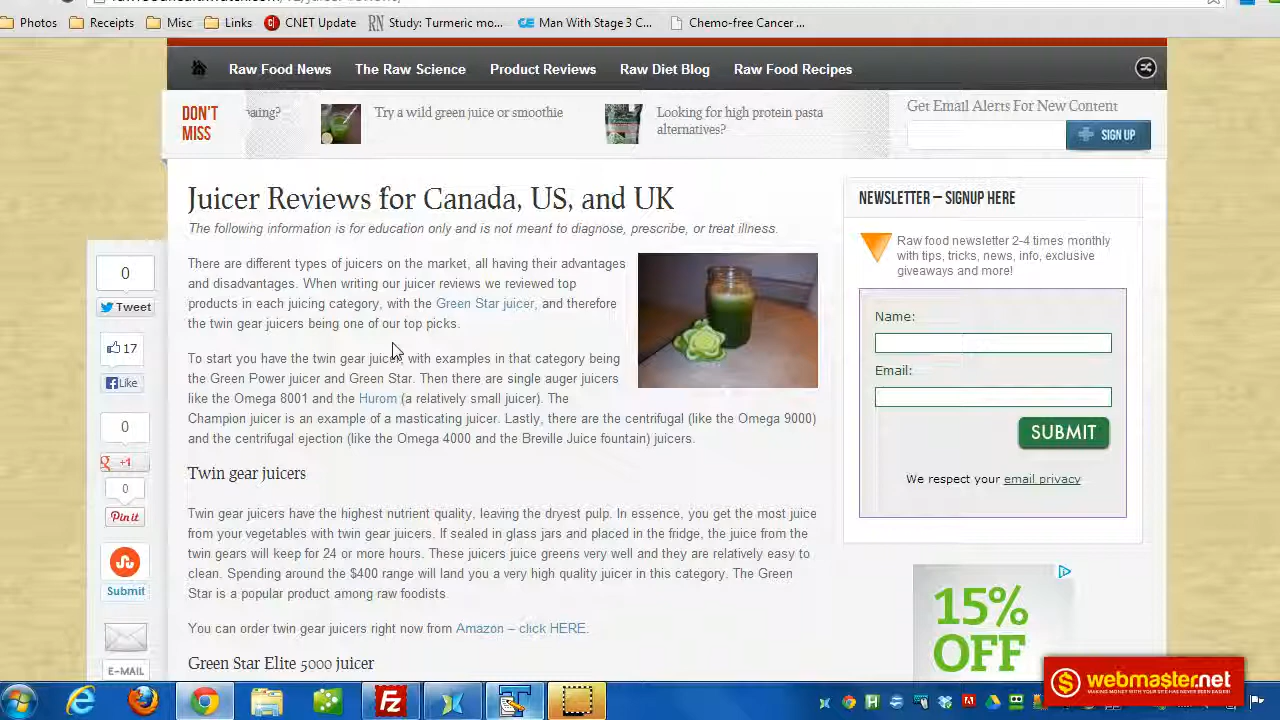 Photos
Receipts
Misc
Links
CNET Update
Study: Turmeric mo...
Man With Stage 3 C...
Chemo-free Cancer ...
Raw Food News
The Raw Science
Product Reviews
Raw Diet Blog
Raw Food Recipes
DON'T
MISS
Try a wild green juice or smoothie
Looking for high protein pasta
alternatives?
Get Email Alerts For New Content
SIGN UP
Juicer Reviews for Canada, US, and UK
The following information is for education only and is not meant to diagnose, prescribe, or treat illness.
There are different types of juicers on the market, all having their advantages
and disadvantages. When writing our juicer reviews we reviewed top
products in each juicing category, with the Green Star juicer, and therefore
the twin gear juicers being one of our top picks.
To start you have the twin gear juicers with examples in that category being
the Green Power juicer and Green Star. Then there are single auger juicers
like the Omega 8001 and the Hurom (a relatively small juicer). The
Champion juicer is an example of a masticating juicer. Lastly, there are the centrifugal (like the Omega 9000)
and the centrifugal ejection (like the Omega 4000 and the Breville Juice fountain) juicers.
Twin gear juicers
Twin gear juicers have the highest nutrient quality, leaving the dryest pulp. In essence, you get the most juice
from your vegetables with twin gear juicers. If sealed in glass jars and placed in the fridge, the juice from the
twin gears will keep for 24 or more hours. These juicers juice greens very well and they are relatively easy to
clean. Spending around the $400 range will land you a very high quality juicer in this category. The Green
Star is a popular product among raw foodists.
You can order twin gear juicers right now from Amazon – click HERE.
Green Star Elite 5000 juicer
0
Tweet
17
Like
0
+1
0
Pin it
Submit
E-MAIL
NEWSLETTER – SIGNUP HERE
Raw food newsletter 2-4 times monthly
with tips, tricks, news, info, exclusive
giveaways and more!
Name:
Email:
SUBMIT
We respect your email privacy
15%
OFF
webmaster.net
MAKING MONEY WITH YOUR SITE HAS NEVER BEEN EASIER!